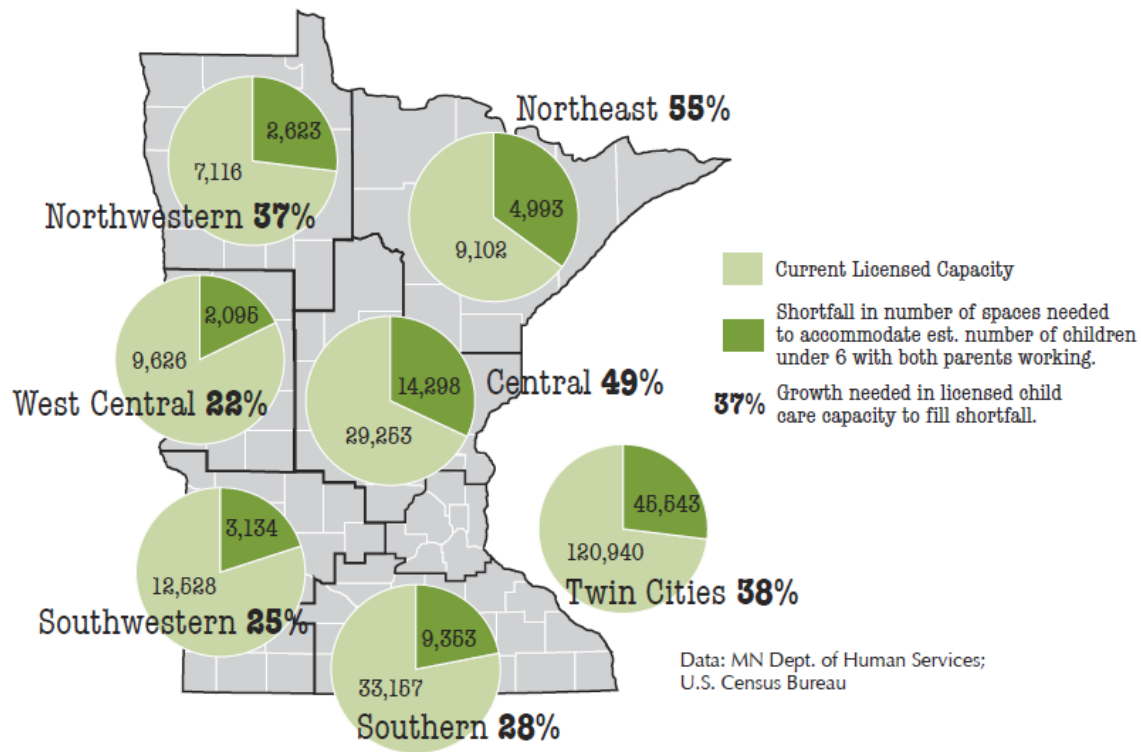 Northeast 55%
2,623
7,116
4,993
9,102
Northwestern 37%
Current Licensed Capacity
Shortfall in number of spaces needed
to accommodate est. number of children
under 6 with both parents working.
37% Growth needed in licensed child
care capacity to fill shortfall.
2,095
9,626
West Central 22%
14,298
29,253
Central 49%
45,543
120,940
Twin Cities 38%
3,134
12,528
Southwestern 25%
9,353
33,157
Southern 28%
Data: MN Dept. of Human Services;
U.S. Census Bureau